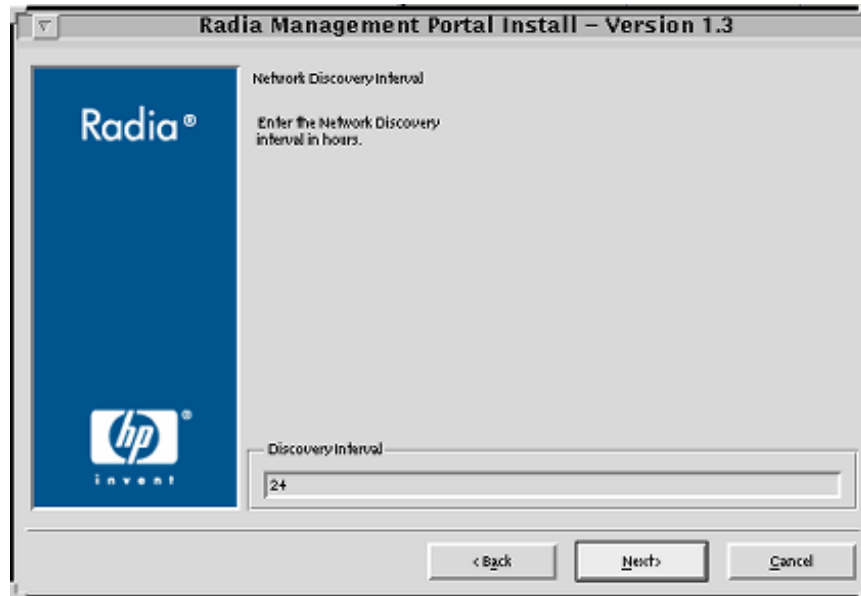 Radia Management Portal Install – Version 1.3
Radia®
Network Discovery Interval
Enter the Network Discovery
interval in hours.
hp®
invent
Discovery Interval
24
< Back
Next>
Cancel